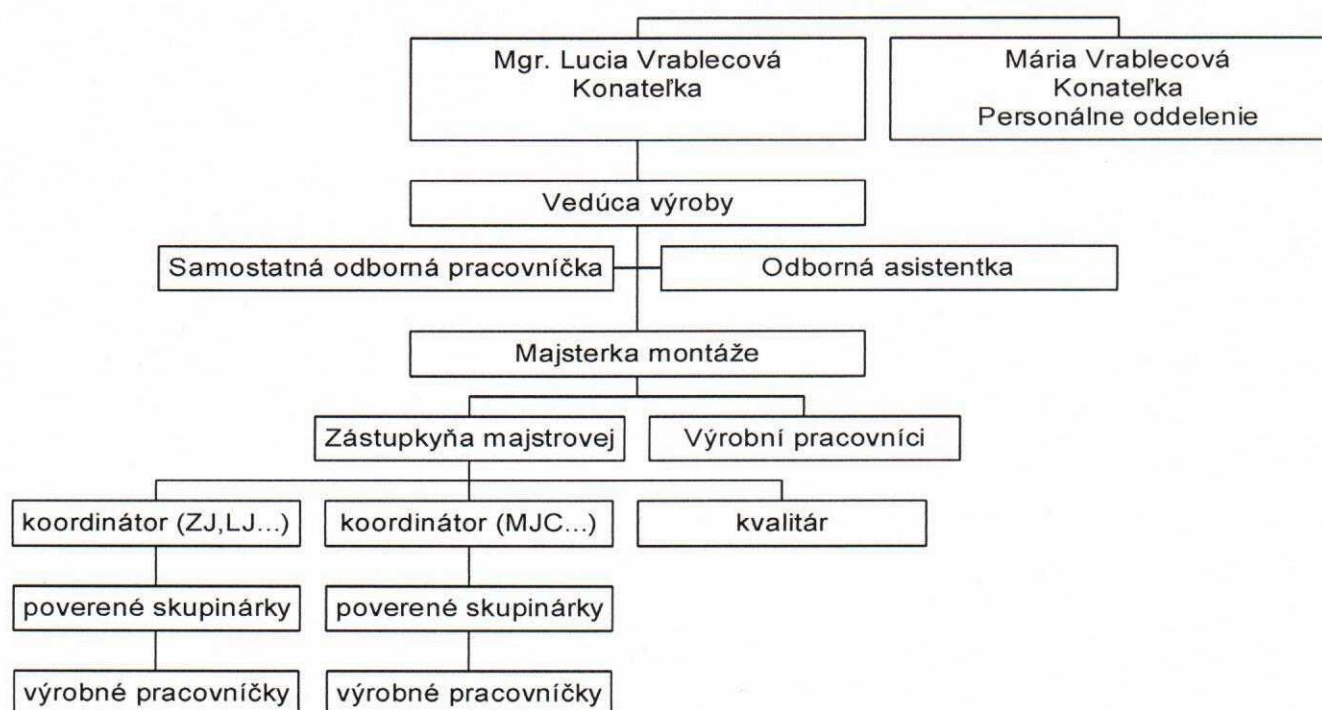 Mgr. Lucia Vrablecová
Konateľka
Mária Vrablecová
Konateľka
Personálne oddelenie
Vedúca výroby
Samostatná odborná pracovníčka
Odborná asistentka
Majsterka montáže
Zástupkyňa majstrovej
Výrobní pracovníci
koordinátor (ZJ,LJ...)
koordinátor (MJC...)
kvalitár
poverené skupinárky
poverené skupinárky
výrobné pracovníčky
výrobné pracovníčky